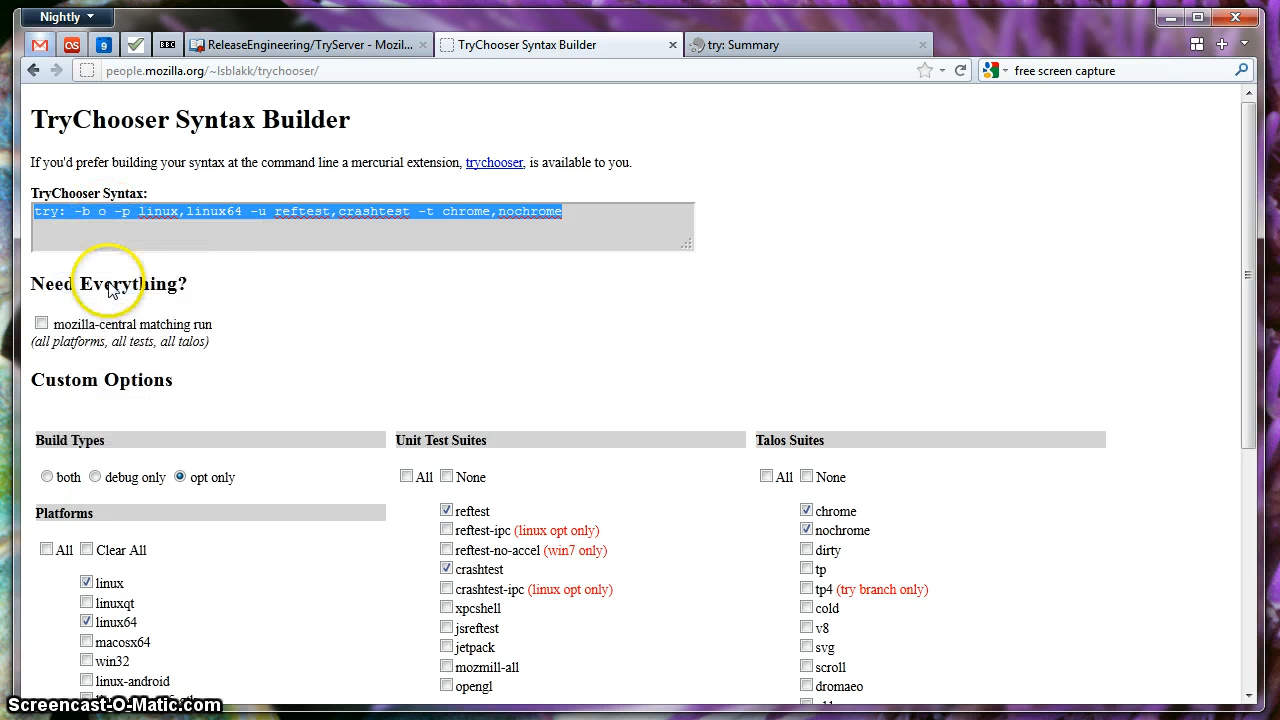 Nightly
ReleaseEngineering/TryServer - Mozil...
TryChooser Syntax Builder
try: Summary
people.mozilla.org/~lsblakk/trychooser/
free screen capture
TryChooser Syntax Builder
If you'd prefer building your syntax at the command line a mercurial extension, trychooser, is available to you.
TryChooser Syntax:
try: -b o -p linux,linux64 -u reftest,crashtest -t chrome,nochrome
Need Everything?
mozilla-central matching run
(all platforms, all tests, all talos)
Custom Options
Build Types
both debug only opt only
Platforms
All Clear All
linux
linuxqt
linux64
macosx64
win32
linux-android
Unit Test Suites
All None
reftest
reftest-ipc (linux opt only)
reftest-no-accel (win7 only)
crashtest
crashtest-ipc (linux opt only)
xpcshell
jsreftest
jetpack
mozmill-all
opengl
Talos Suites
All None
chrome
nochrome
dirty
tp
tp4 (try branch only)
cold
v8
svg
scroll
dromaeo
Screencast-O-Matic.com